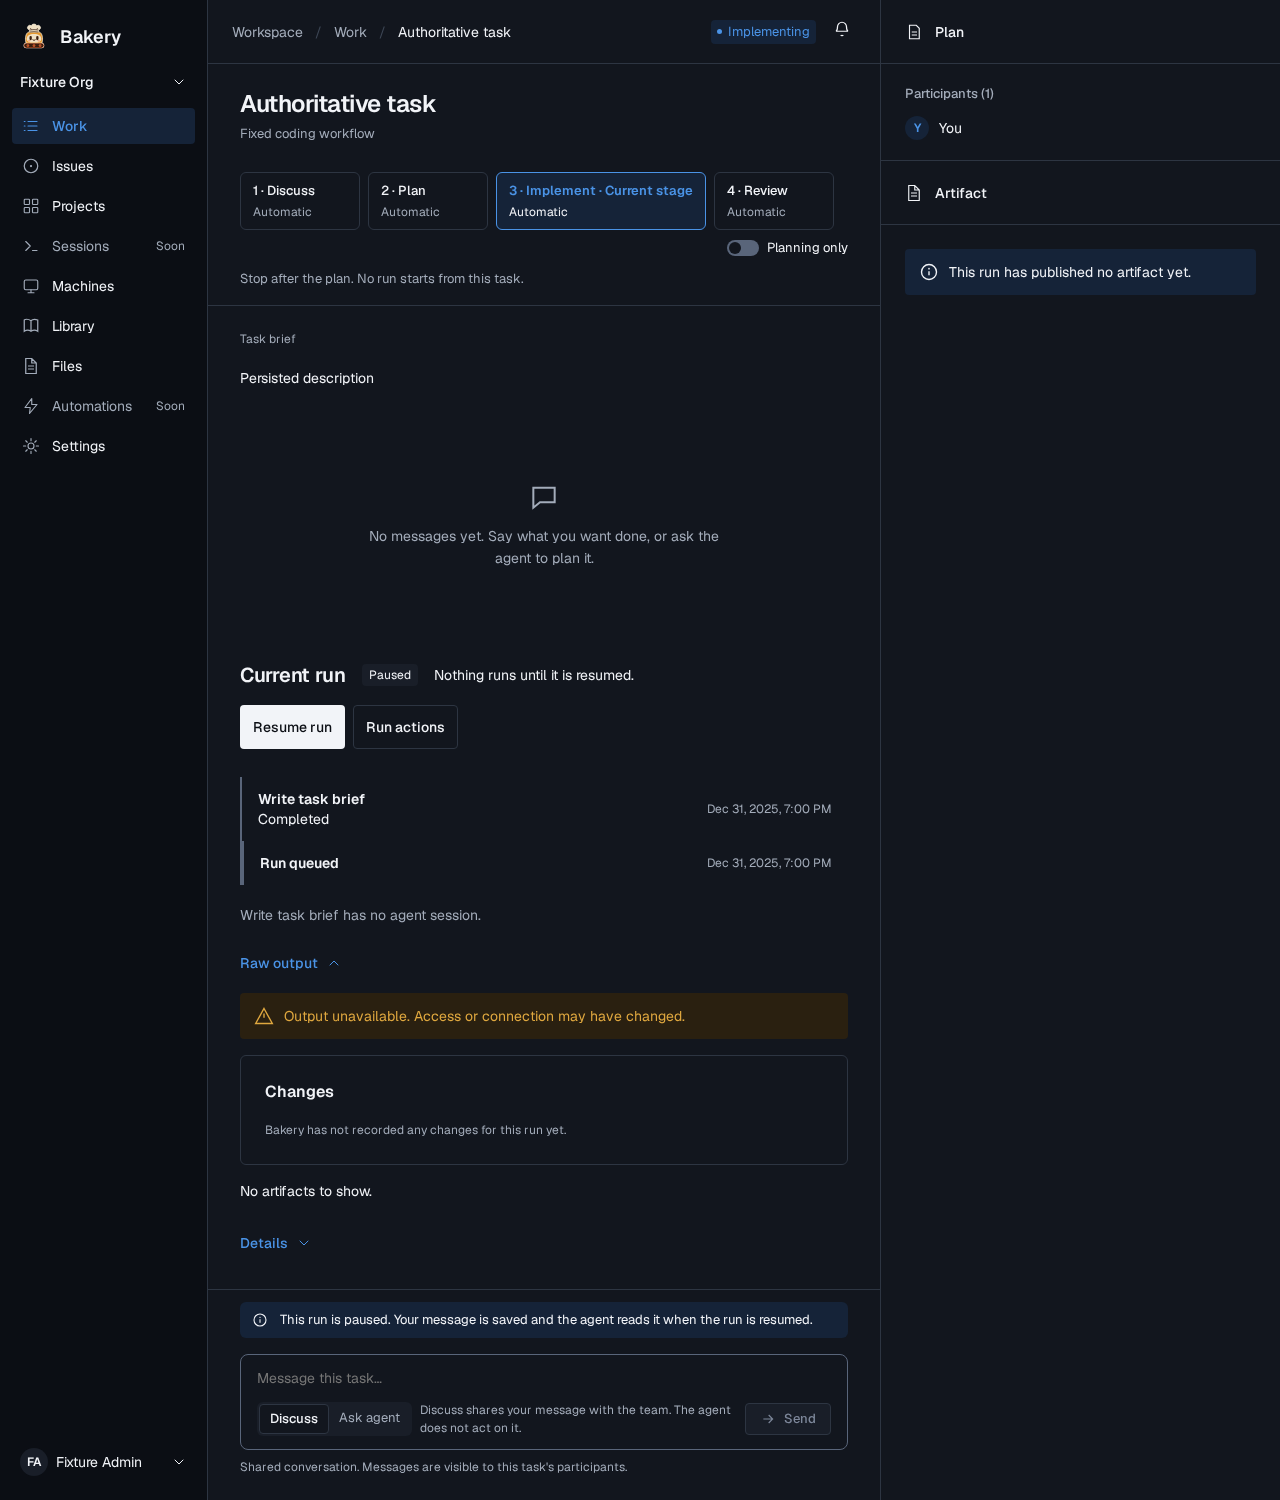 Bakery
Fixture Org
Work
Issues
Projects
Sessions Soon
Machines
Library
Files
Automations Soon
Settings
FA Fixture Admin
Workspace / Work / Authoritative task
Implementing
Authoritative task
Fixed coding workflow
1 · Discuss
Automatic
2 · Plan
Automatic
3 · Implement · Current stage
Automatic
4 · Review
Automatic
Planning only
Stop after the plan. No run starts from this task.
Task brief
Persisted description
No messages yet. Say what you want done, or ask the
agent to plan it.
Current run Paused Nothing runs until it is resumed.
Resume run Run actions
Write task brief
Completed
Dec 31, 2025, 7:00 PM
Run queued Dec 31, 2025, 7:00 PM
Write task brief has no agent session.
Raw output
Output unavailable. Access or connection may have changed.
Changes
Bakery has not recorded any changes for this run yet.
No artifacts to show.
Details
This run is paused. Your message is saved and the agent reads it when the run is resumed.
Message this task...
Discuss Ask agent
Discuss shares your message with the team. The agent
does not act on it.
Send
Shared conversation. Messages are visible to this task's participants.
Plan
Participants (1)
Y You
Artifact
This run has published no artifact yet.